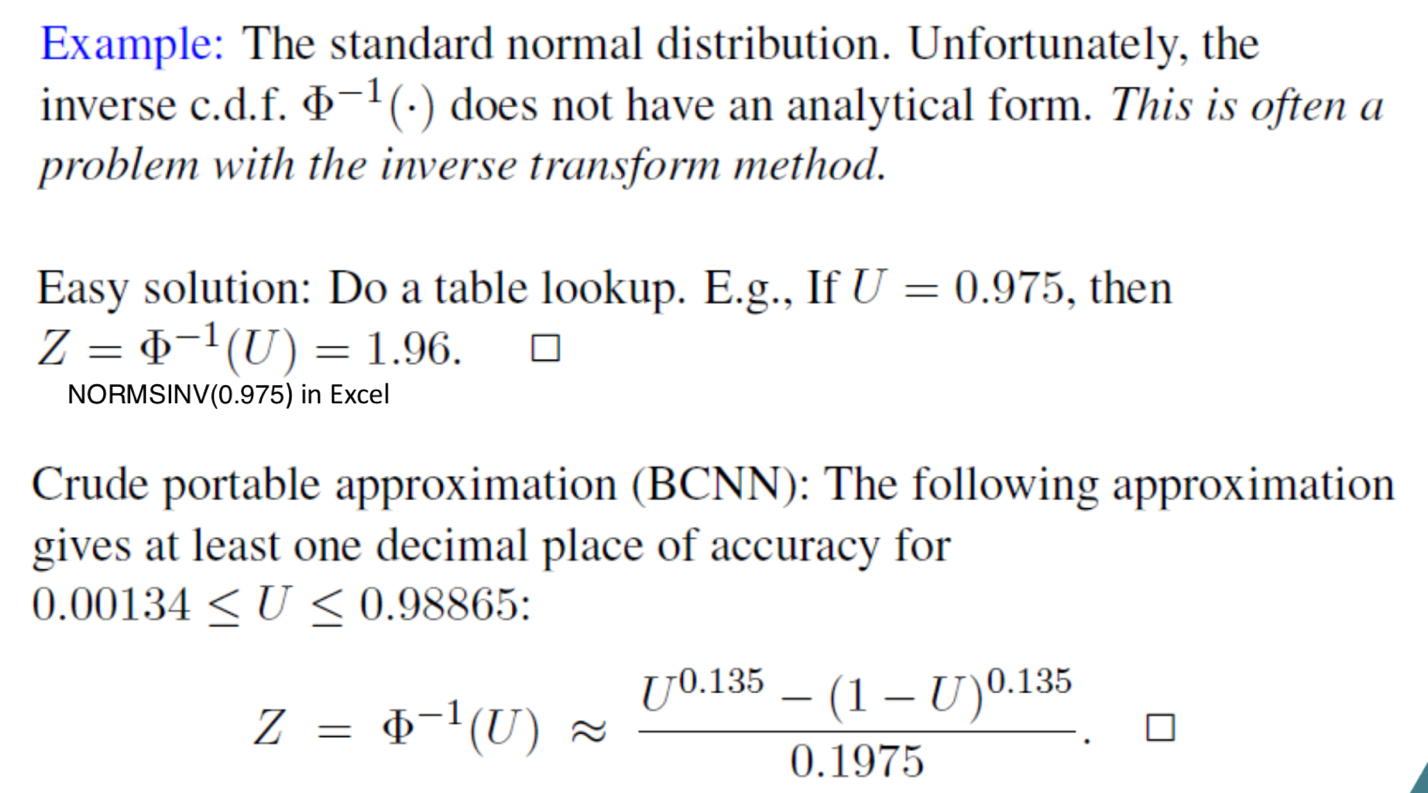 Example: The standard normal distribution. Unfortunately, the
inverse c.d.f. Φ⁻¹(·) does not have an analytical form. This is often a
problem with the inverse transform method.
Easy solution: Do a table lookup. E.g., If U = 0.975, then
Z = Φ⁻¹(U) = 1.96. □
NORMSINV(0.975) in Excel
Crude portable approximation (BCNN): The following approximation
gives at least one decimal place of accuracy for
0.00134 ≤ U ≤ 0.98865:
Z = Φ⁻¹(U) ≈ (U^0.135 − (1 − U)^0.135) / 0.1975. □